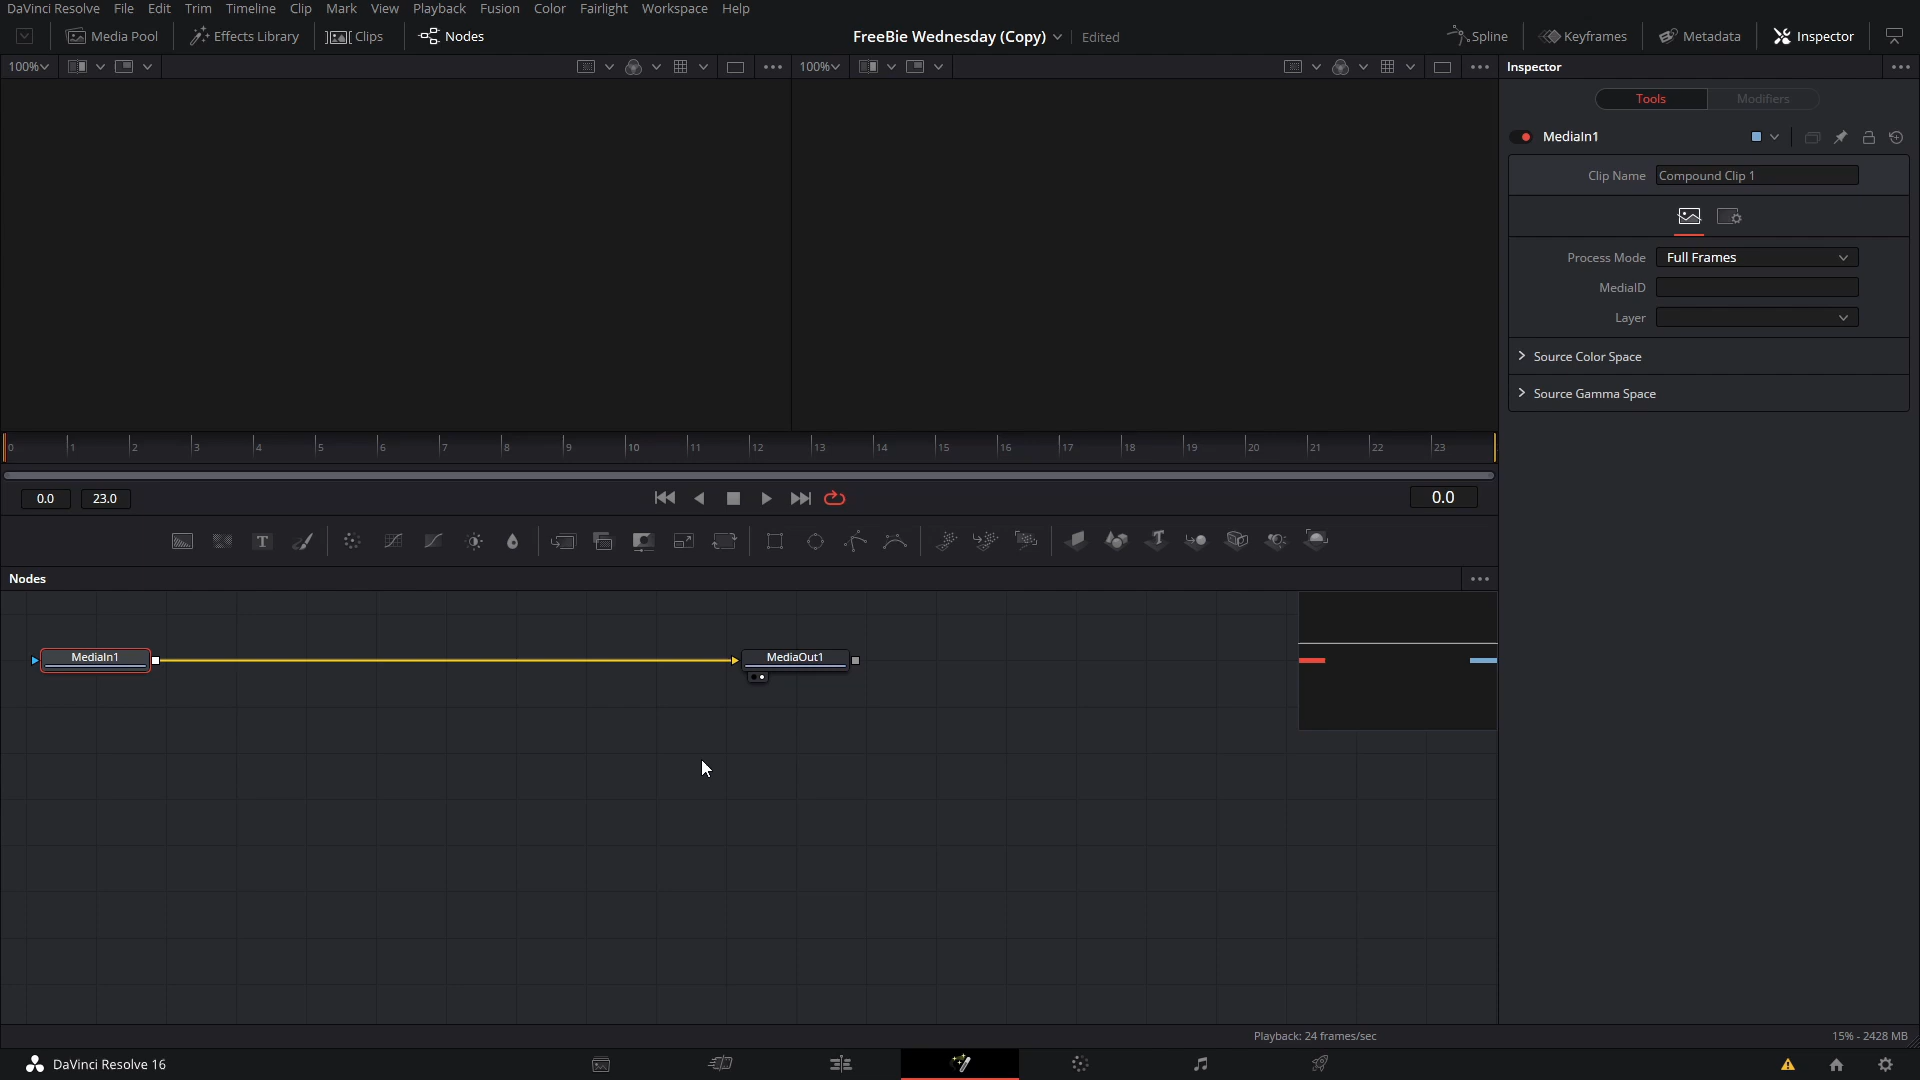 DaVinci Resolve File Edit Trim Timeline Clip Mark View Playback Fusion Color Fairlight Workspace Help
Media Pool Effects Library Clips Nodes FreeBie Wednesday (Copy) Edited Spline Keyframes Metadata Inspector
100% 100% Inspector
Tools Modifiers
MediaIn1
Clip Name Compound Clip 1
Process Mode Full Frames
MediaID
Layer
Source Color Space
Source Gamma Space
0 1 2 3 4 5 6 7 8 9 10 11 12 13 14 15 16 17 18 19 20 21 22 23
0.0 23.0 0.0
T T
Nodes
MediaIn1 MediaOut1
Playback: 24 frames/sec 15% - 2428 MB
DaVinci Resolve 16